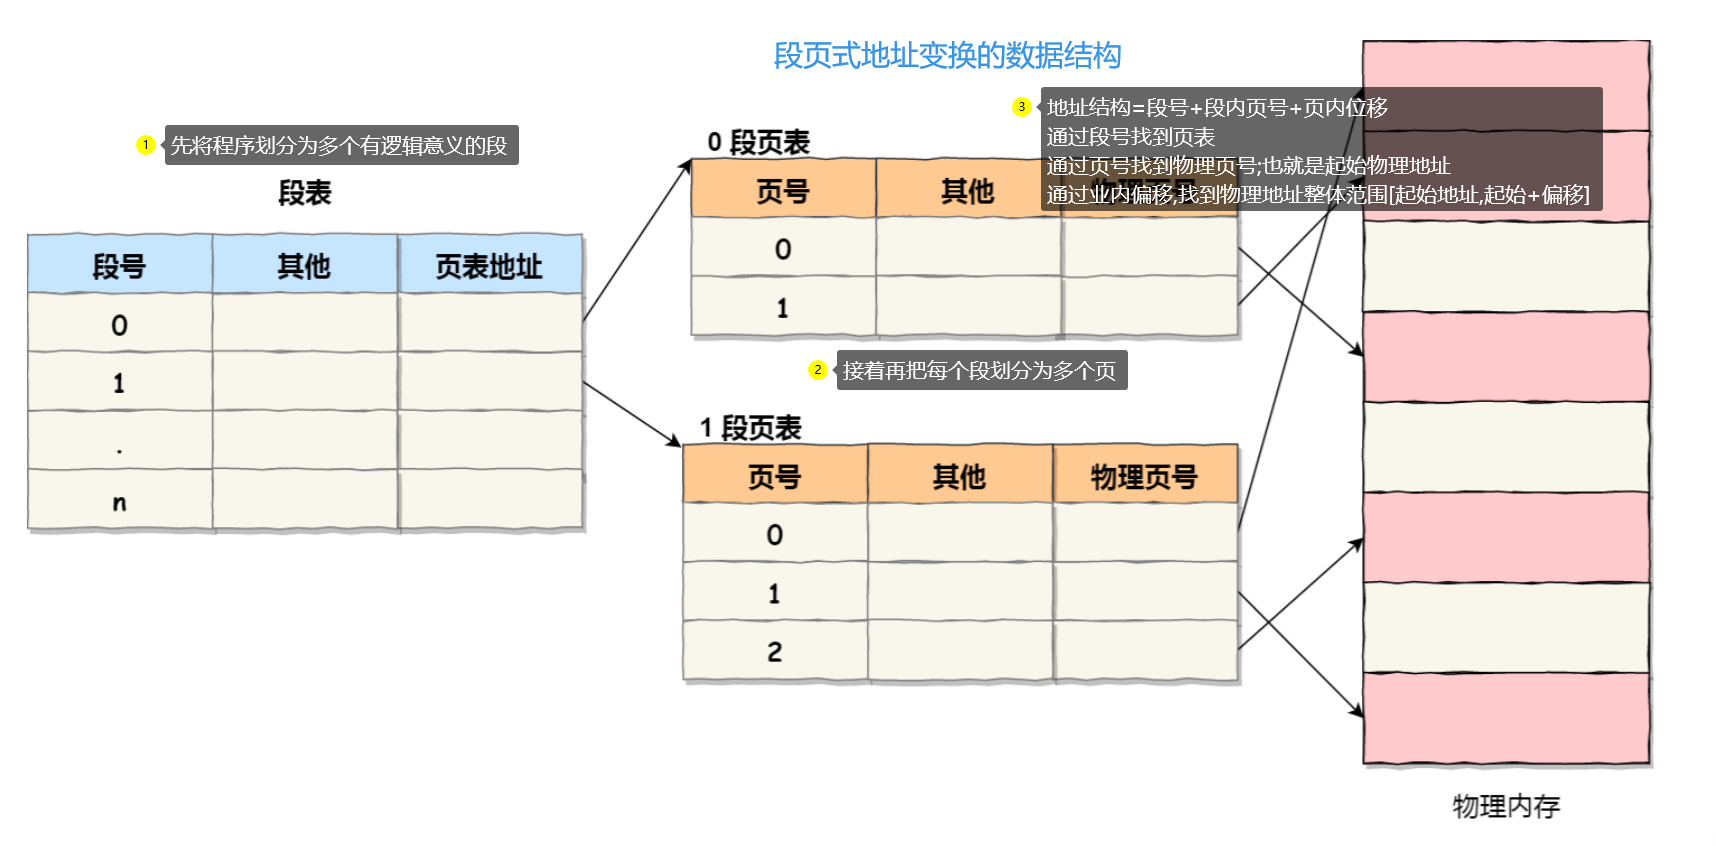 段页式地址变换的数据结构
1 先将程序划分为多个有逻辑意义的段
段表
段号 其他 页表地址
0
1
.
n
0 段页表
页号 其他 物理页号
0
1
2 接着再把每个段划分为多个页
1 段页表
页号 其他 物理页号
0
1
2
3 地址结构=段号+段内页号+页内位移
通过段号找到页表
通过页号找到物理页号;也就是起始物理地址
通过业内偏移,找到物理地址整体范围[起始地址,起始+偏移]
物理内存